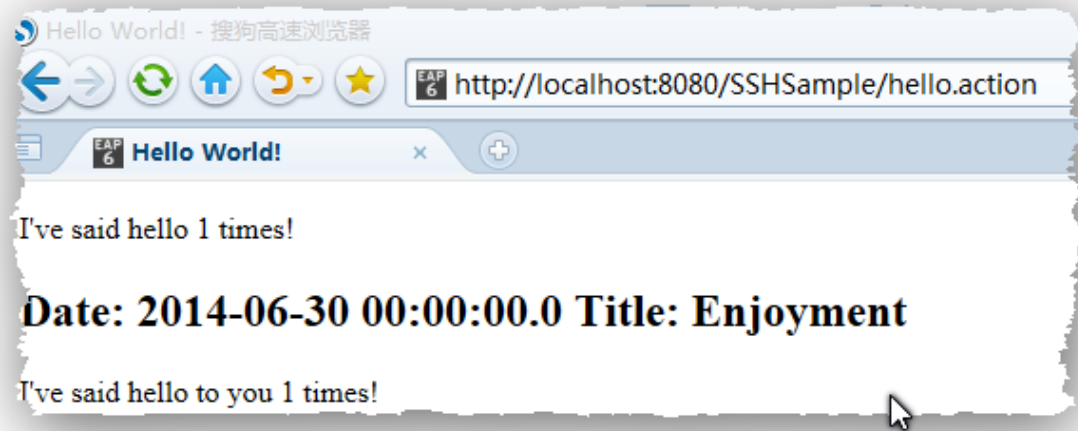 Hello World! - 搜狗高速浏览器
EAP
6
http://localhost:8080/SSHSample/hello.action
EAP
6
Hello World!
I've said hello 1 times!
Date: 2014-06-30 00:00:00.0 Title: Enjoyment
I've said hello to you 1 times!